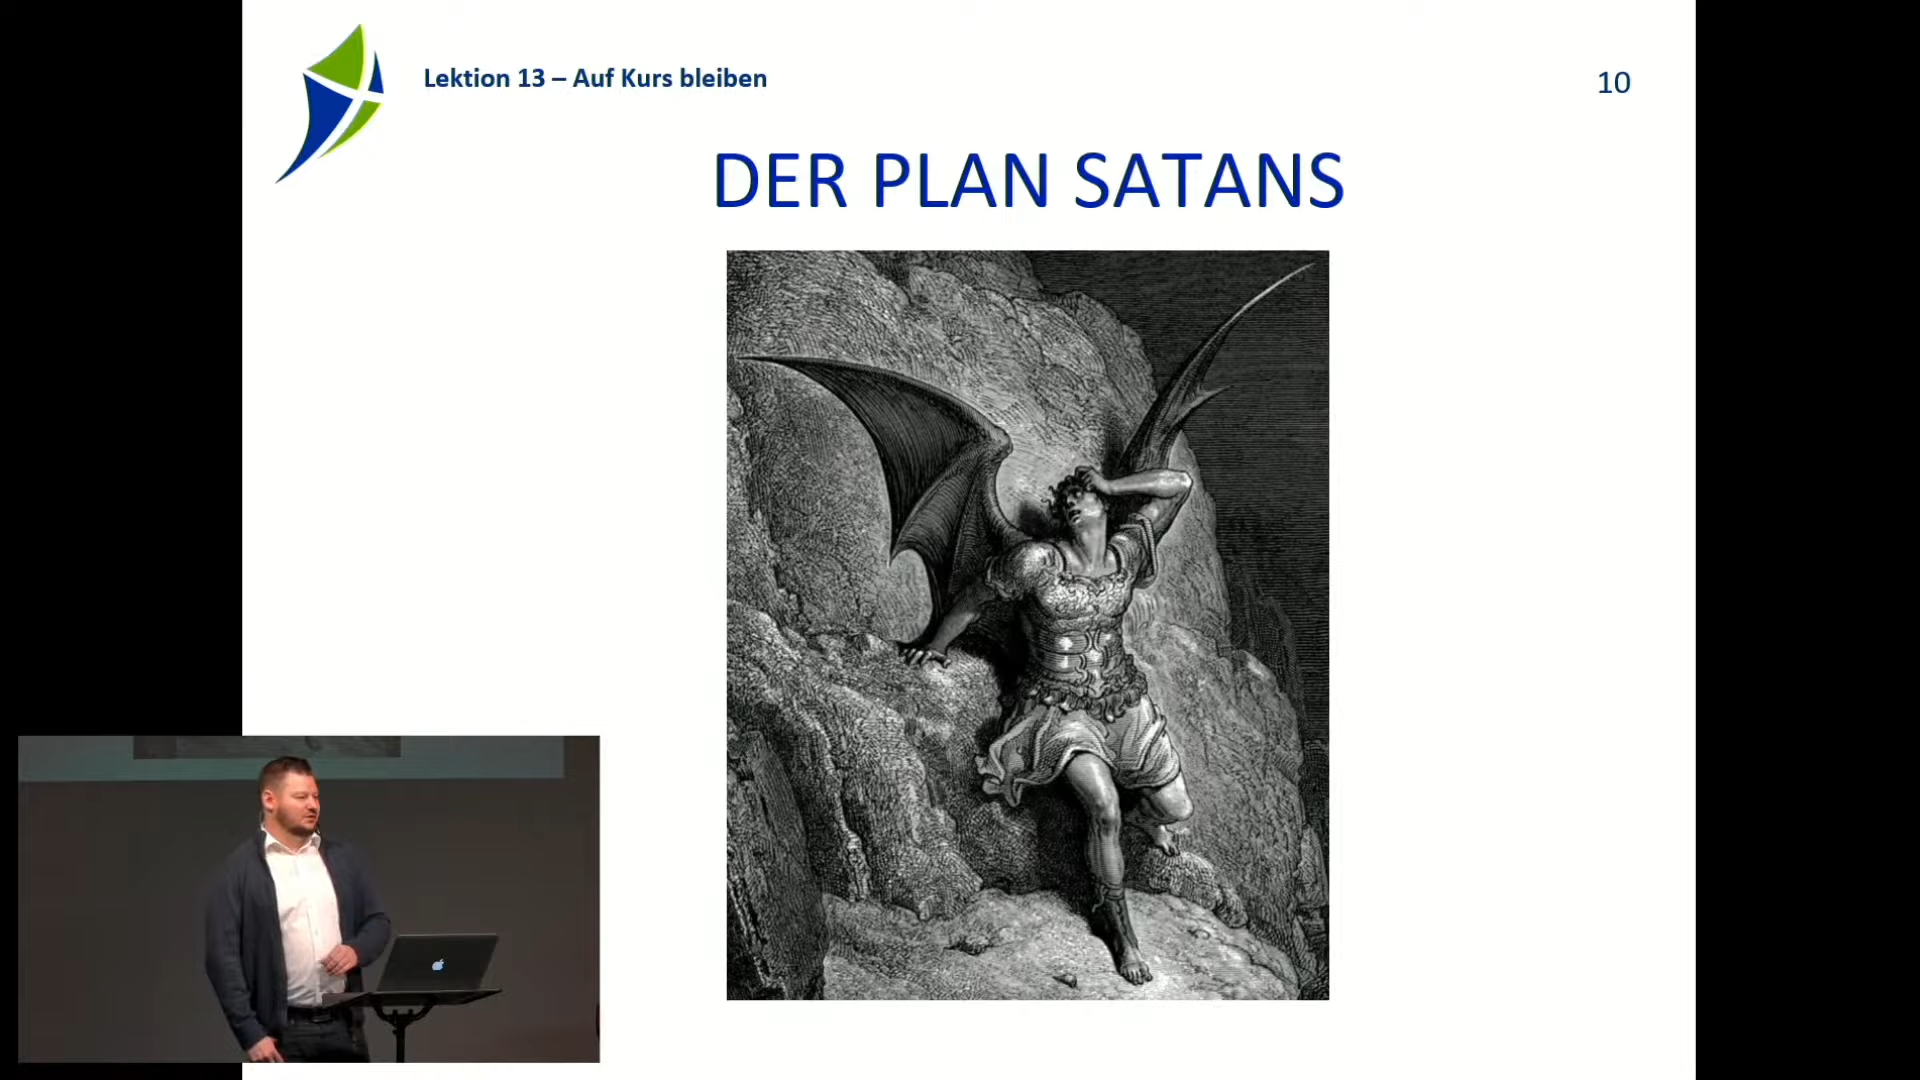 Lektion 13 – Auf Kurs bleiben
10
DER PLAN SATANS